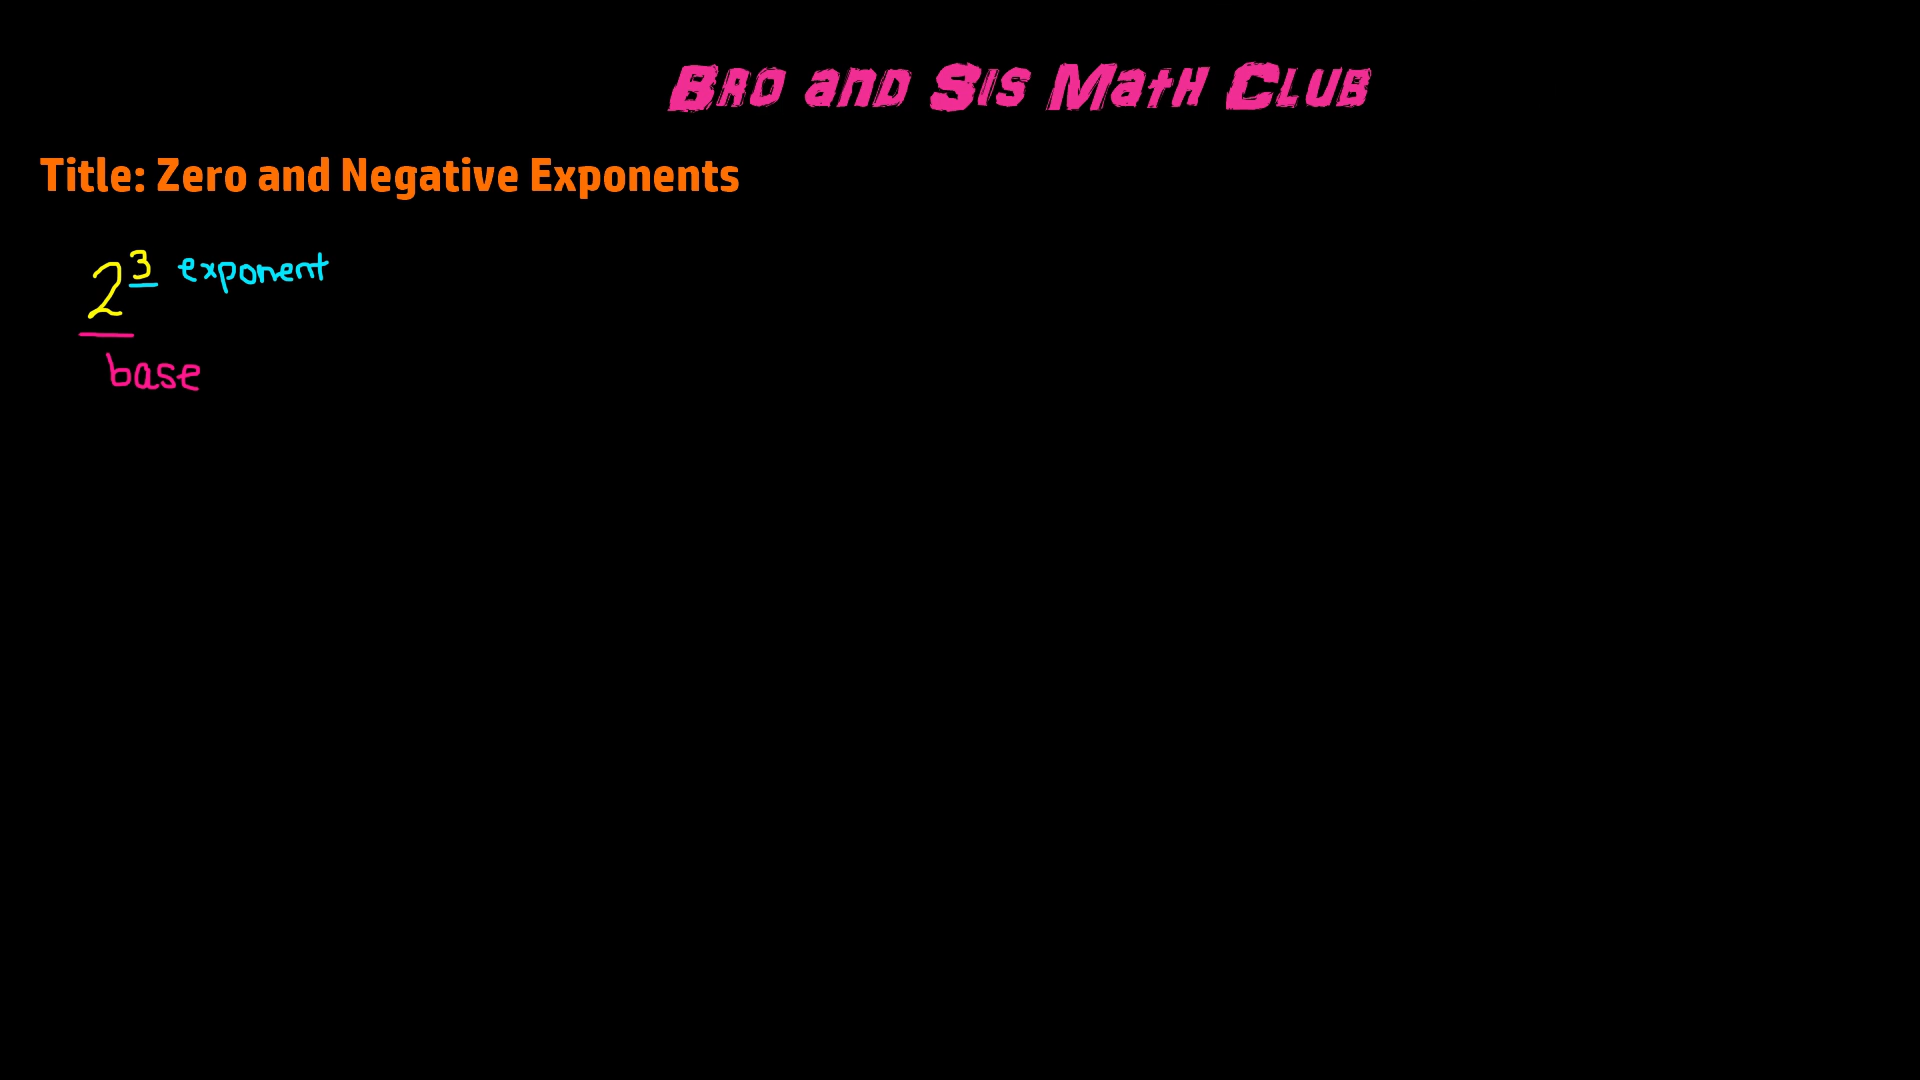 Bro and Sis Math Club
Title: Zero and Negative Exponents
2³ exponent
base